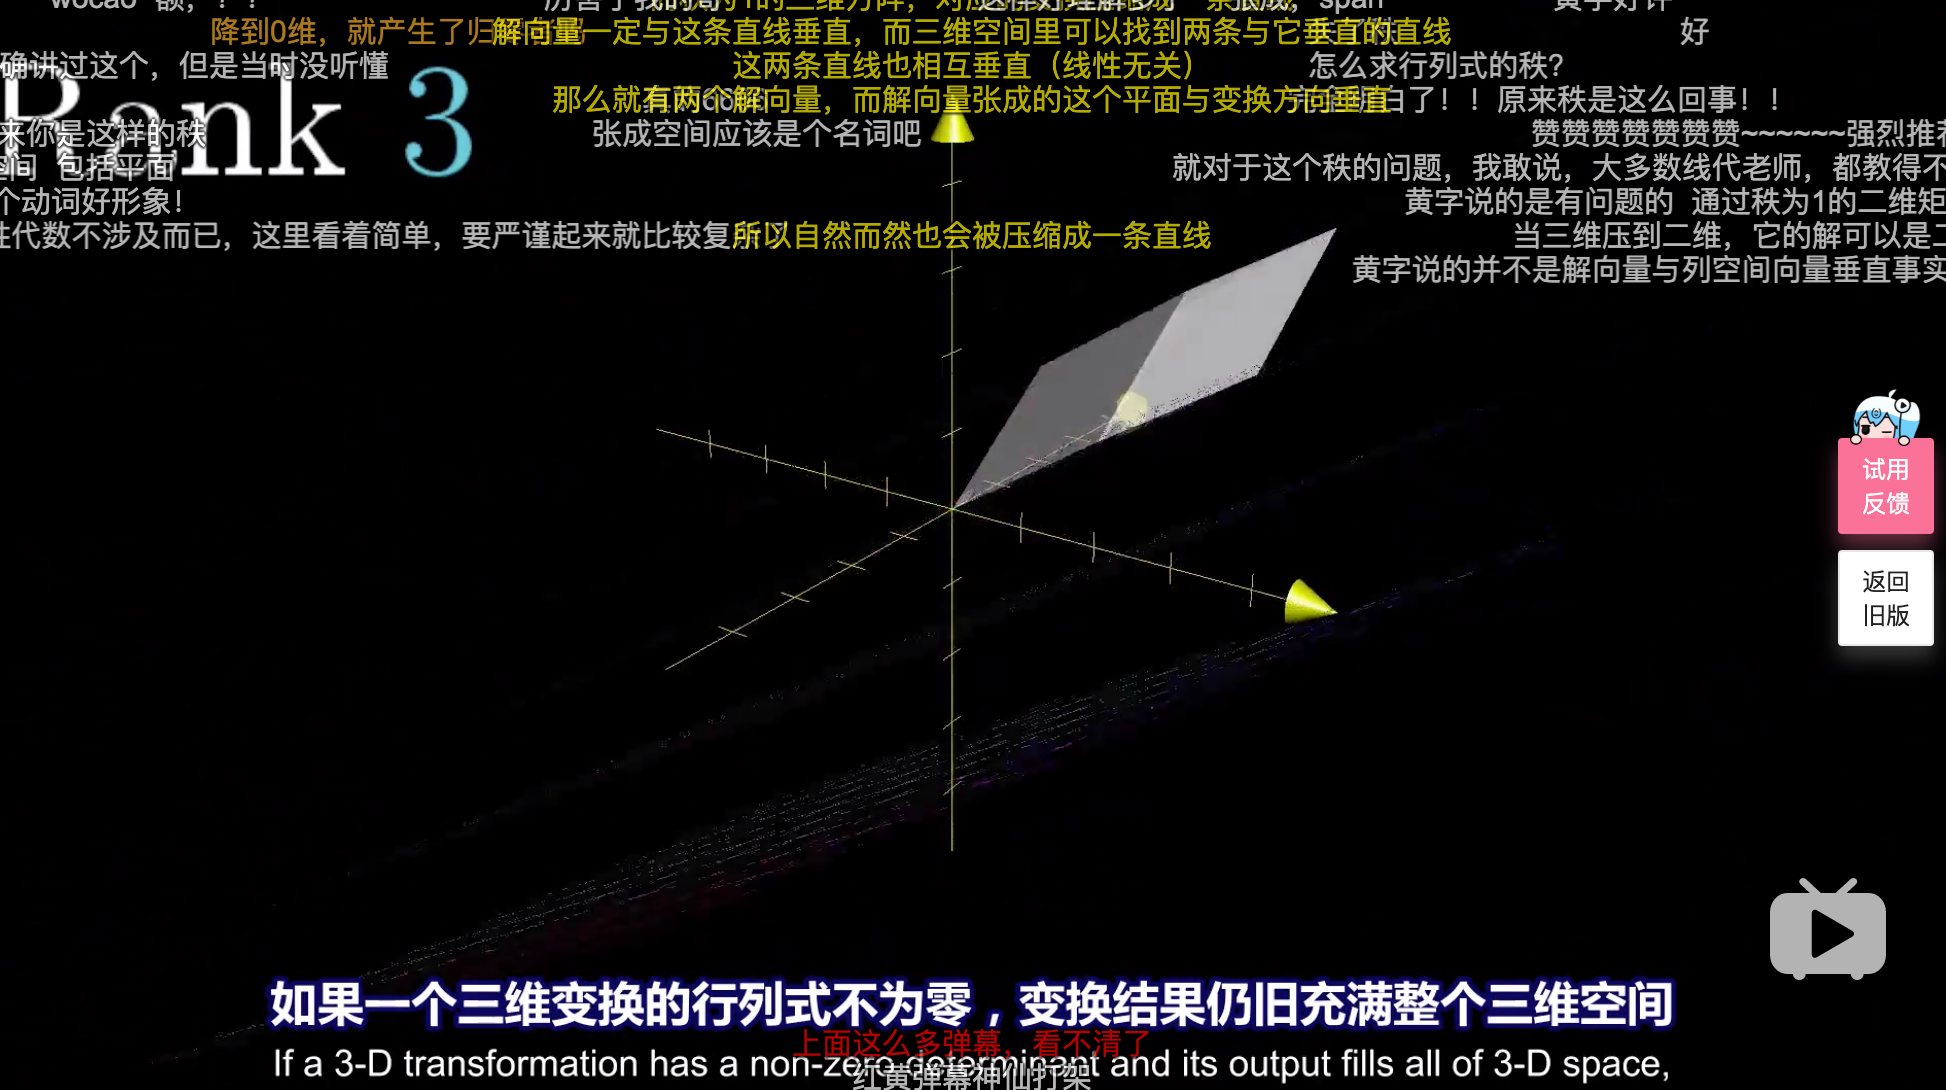 wocao 额，！！
黄字好评
降到0维，就产生了归
解向量一定与这条直线垂直，而三维空间里可以找到两条与它垂直的直线
好
确讲过这个，但是当时没听懂
这两条直线也相互垂直（线性无关）
怎么求行列式的秩？
Rank 3
那么就有两个解向量，而解向量张成的这个平面与变换方向垂直
白了！！原来秩是这么回事！！
来你是这样的秩
张成空间应该是个名词吧
赞赞赞赞赞赞赞~~~~~~强烈推荐
空间 包括平面
就对于这个秩的问题，我敢说，大多数线代老师，都教得不
个动词好形象！
黄字说的是有问题的 通过秩为1的二维矩
性代数不涉及而已，这里看着简单，要严谨起来就比较复
所以自然而然也会被压缩成一条直线
当三维压到二维，它的解可以是二
黄字说的并不是解向量与列空间向量垂直事实
试用
反馈
返回
旧版
如果一个三维变换的行列式不为零，变换结果仍旧充满整个三维空间
上面这么多弹幕，看不清了
If a 3-D transformation has a non-zero determinant and its output fills all of 3-D space,
红黄弹幕神仙打架